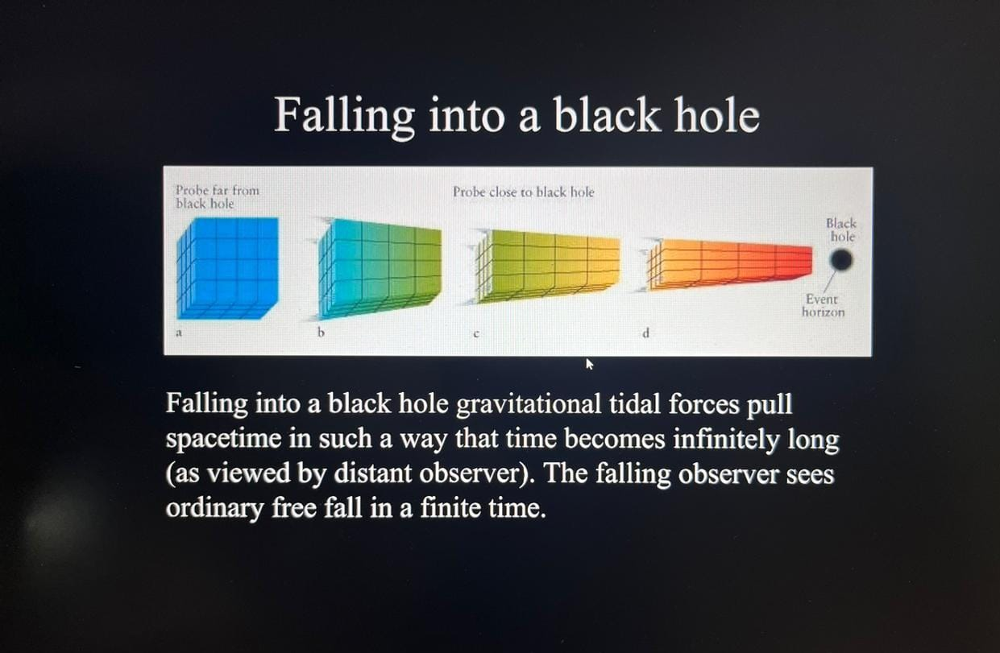 Falling into a black hole
Probe far from
black hole
Probe close to black hole
Black
hole
Event
horizon
a
b
c
d
Falling into a black hole gravitational tidal forces pull
spacetime in such a way that time becomes infinitely long
(as viewed by distant observer). The falling observer sees
ordinary free fall in a finite time.